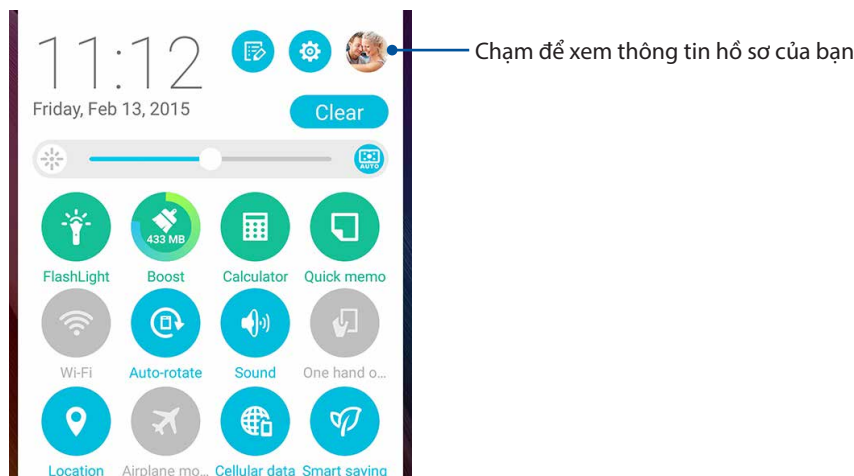 11:12
Chạm để xem thông tin hồ sơ của bạn
Friday, Feb 13, 2015
Clear
AUTO
433 MB
FlashLight Boost Calculator Quick memo
Wi-Fi Auto-rotate Sound One hand o...
Location Airplane mo... Cellular data Smart saving